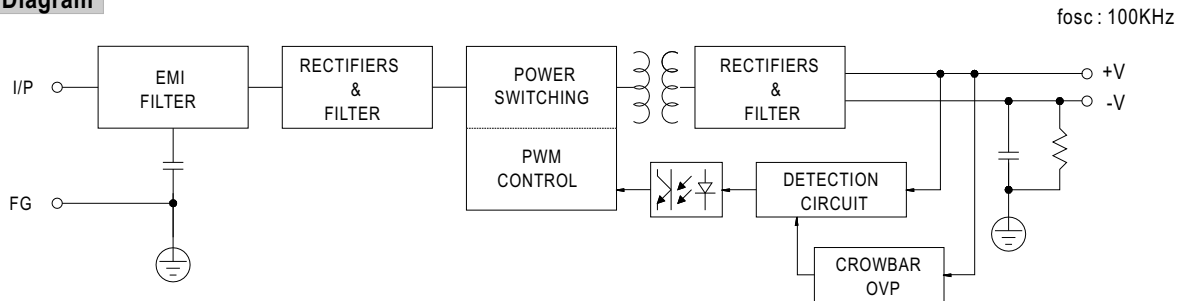 Diagram
fosc : 100KHz
I/P
EMI
FILTER
RECTIFIERS
&
FILTER
POWER
SWITCHING
PWM
CONTROL
RECTIFIERS
&
FILTER
+V
-V
DETECTION
CIRCUIT
FG
CROWBAR
OVP